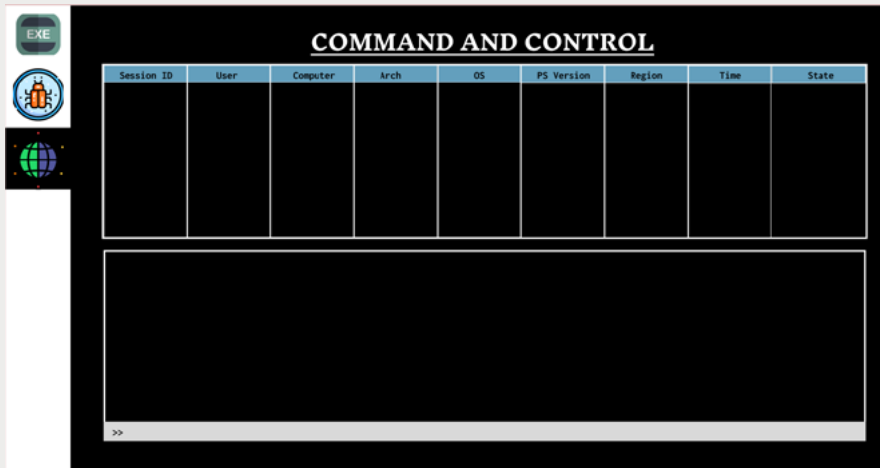 EXE
COMMAND AND CONTROL
Session ID User Computer Arch OS PS Version Region Time State
>>